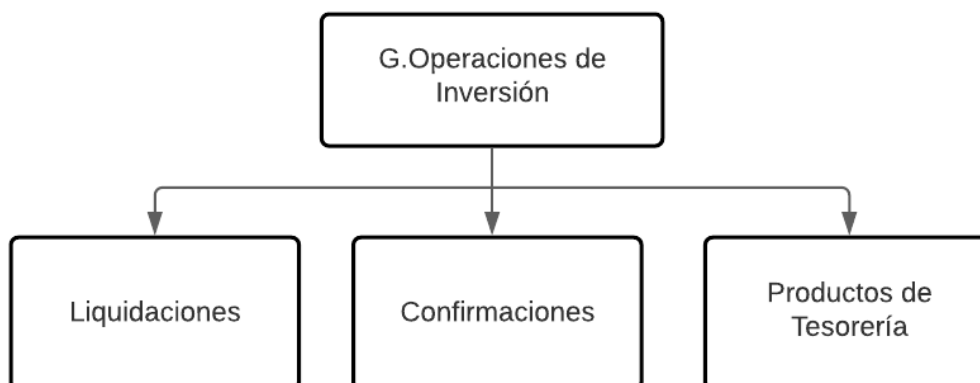 G.Operaciones de
Inversión
Liquidaciones
Confirmaciones
Productos de
Tesorería